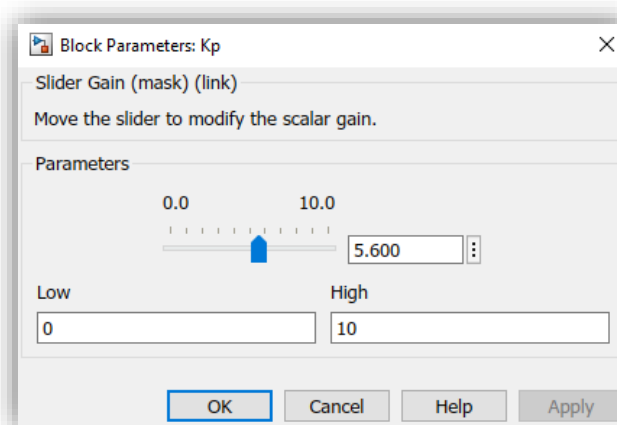 Block Parameters: Kp
Slider Gain (mask) (link)
Move the slider to modify the scalar gain.
Parameters
0.0 10.0
5.600
Low High
0 10
OK Cancel Help Apply